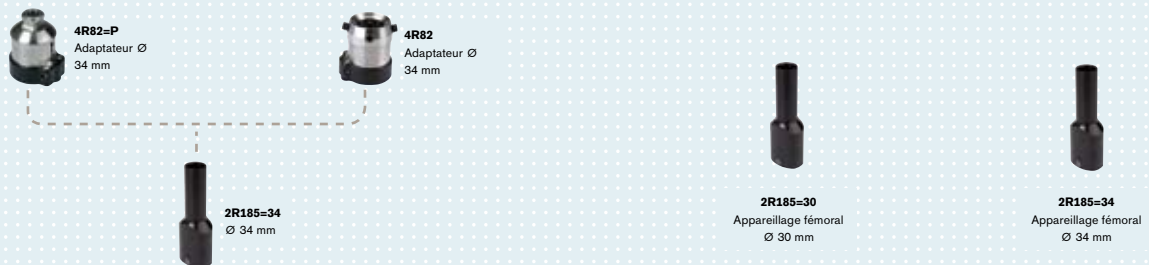 4R82=P
Adaptateur Ø
34 mm
4R82
Adaptateur Ø
34 mm
2R185=34
Ø 34 mm
2R185=30
Appareillage fémoral
Ø 30 mm
2R185=34
Appareillage fémoral
Ø 34 mm